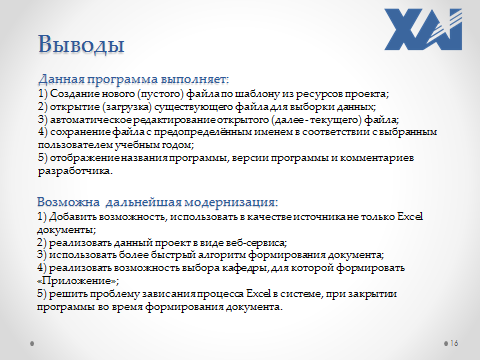 Выводы
ХАІ
Данная программа выполняет:
1) Создание нового (пустого) файла по шаблону из ресурсов проекта;
2) открытие (загрузка) существующего файла для выборки данных;
3) автоматическое редактирование открытого (далее - текущего) файла;
4) сохранение файла с предопределённым именем в соответствии с выбранным
пользователем учебным годом;
5) отображение названия программы, версии программы и комментариев
разработчика.
Возможна дальнейшая модернизация:
1) Добавить возможность, использовать в качестве источника не только Excel
документы;
2) реализовать данный проект в виде веб-сервиса;
3) использовать более быстрый алгоритм формирования документа;
4) реализовать возможность выбора кафедры, для которой формировать
«Приложение»;
5) решить проблему зависания процесса Excel в системе, при закрытии
программы во время формирования документа.
16